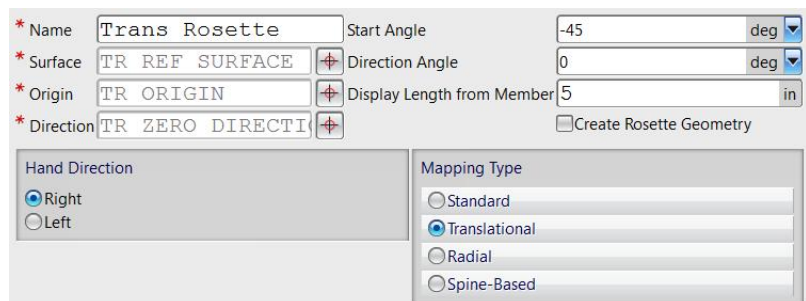 * Name Trans Rosette Start Angle -45 deg
* Surface TR REF SURFACE Direction Angle 0 deg
* Origin TR ORIGIN Display Length from Member 5 in
* Direction TR ZERO DIRECTI Create Rosette Geometry
Hand Direction Mapping Type
Right Standard
Left Translational
Radial
Spine-Based